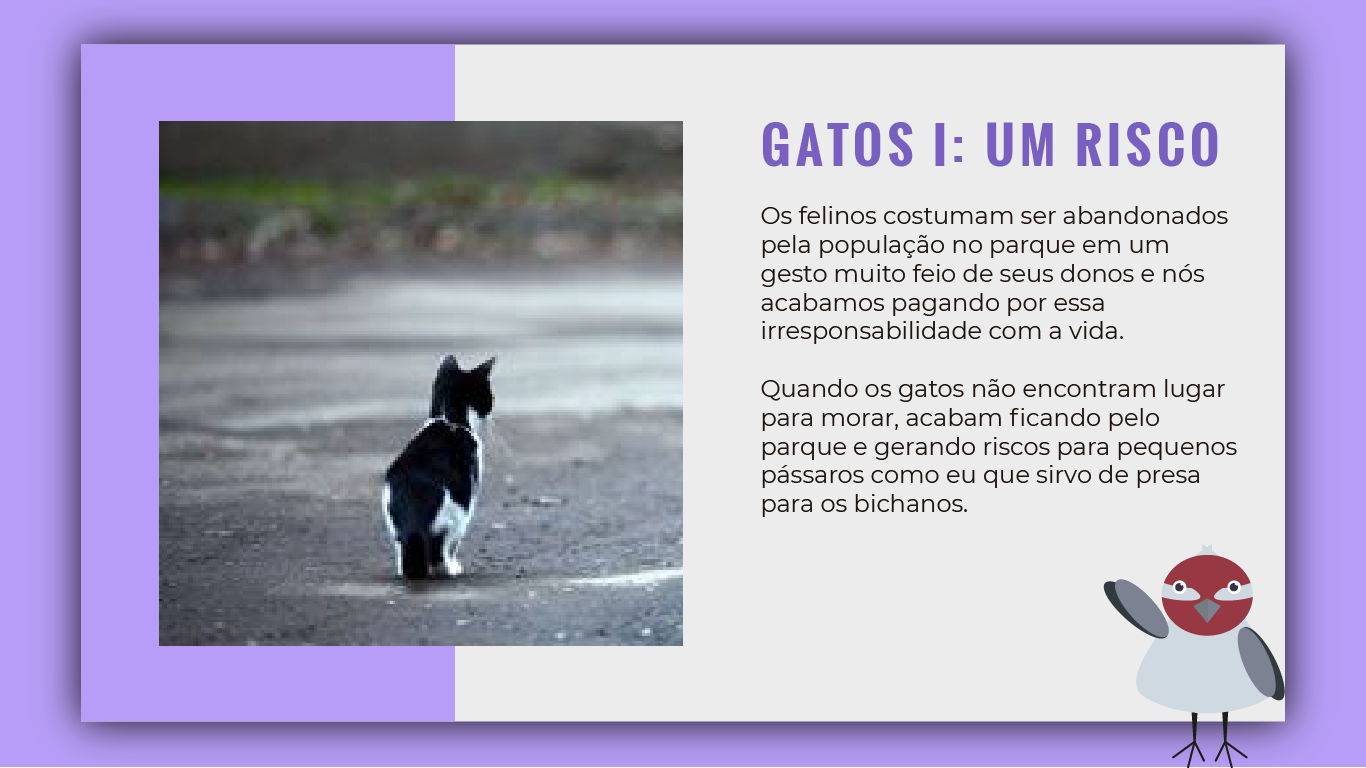 GATOS I: UM RISCO
Os felinos costumam ser abandonados
pela população no parque em um
gesto muito feio de seus donos e nós
acabamos pagando por essa
irresponsabilidade com a vida.
Quando os gatos não encontram lugar
para morar, acabam ficando pelo
parque e gerando riscos para pequenos
pássaros como eu que sirvo de presa
para os bichanos.